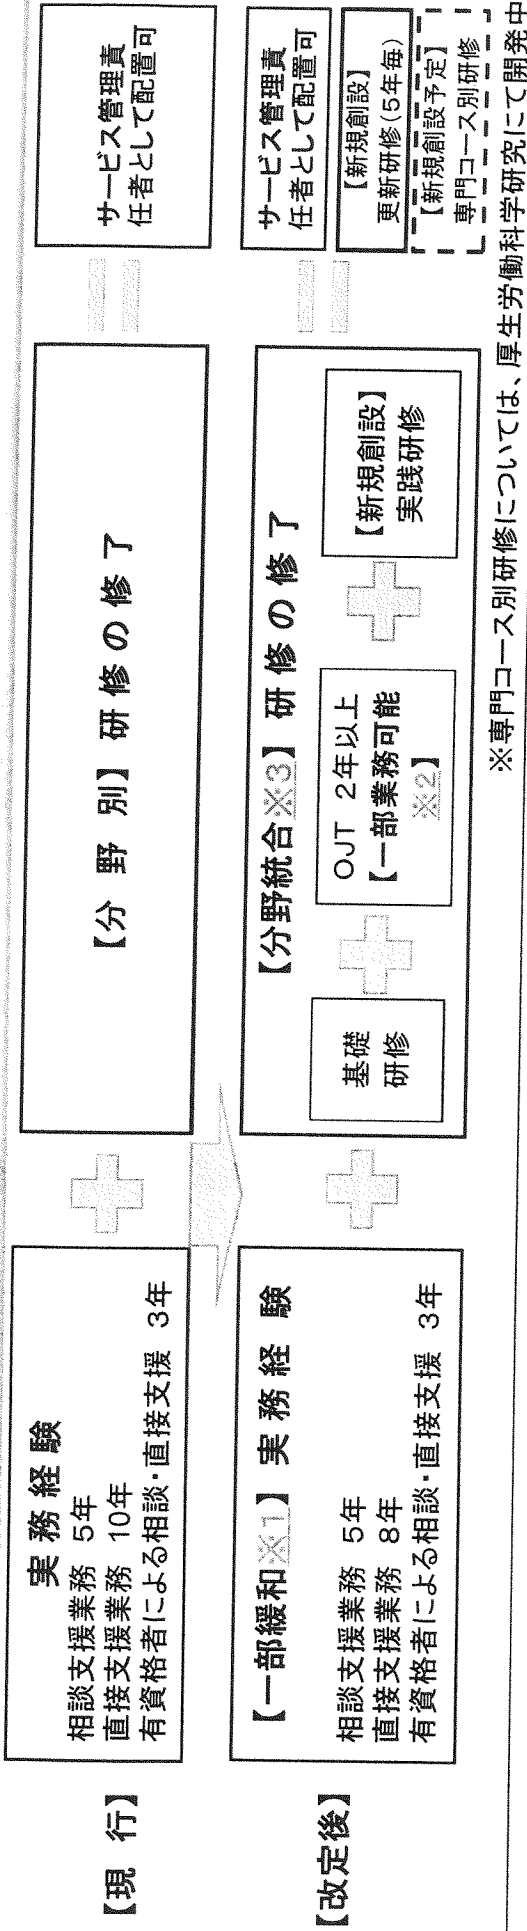 【現　行】
実 務 経 験
相談支援業務　5年
直接支援業務　10年
有資格者による相談・直接支援　3年
【分　野　別】 研 修 の 修 了
サービス管理責
任者として配置可
【改定後】
【一部緩和※1】 実 務 経 験
相談支援業務　5年
直接支援業務　8年
有資格者による相談・直接支援　3年
【分野統合※3】 研 修 の 修 了
基礎
研修
OJT　2年以上
【一部業務可能
※2】
【新規創設】
実践研修
サービス管理責
任者として配置可
【新規創設】
更新研修（5年毎）
【新規創設予定】
専門コース別研修
※専門コース別研修については、厚生労働科学研究にて開発中